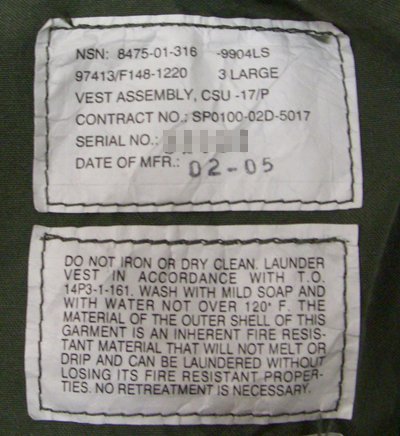 NSN: 8475-01-316 -9904LS
97413/F148-1220 3 LARGE
VEST ASSEMBLY, CSU -17/P
CONTRACT NO.: SP0100-02D-5017
SERIAL NO.:
DATE OF MFR.: 02-05
DO NOT IRON OR DRY CLEAN. LAUNDER
VEST IN ACCORDANCE WITH T.O.
14P3-1-161. WASH WITH MILD SOAP AND
WITH WATER NOT OVER 120° F. THE
MATERIAL OF THE OUTER SHELL OF THIS
GARMENT IS AN INHERENT FIRE RESIS-
TANT MATERIAL THAT WILL NOT MELT OR
DRIP AND CAN BE LAUNDERED WITHOUT
LOSING ITS FIRE RESISTANT PROPER-
TIES. NO RETREATMENT IS NECESSARY.